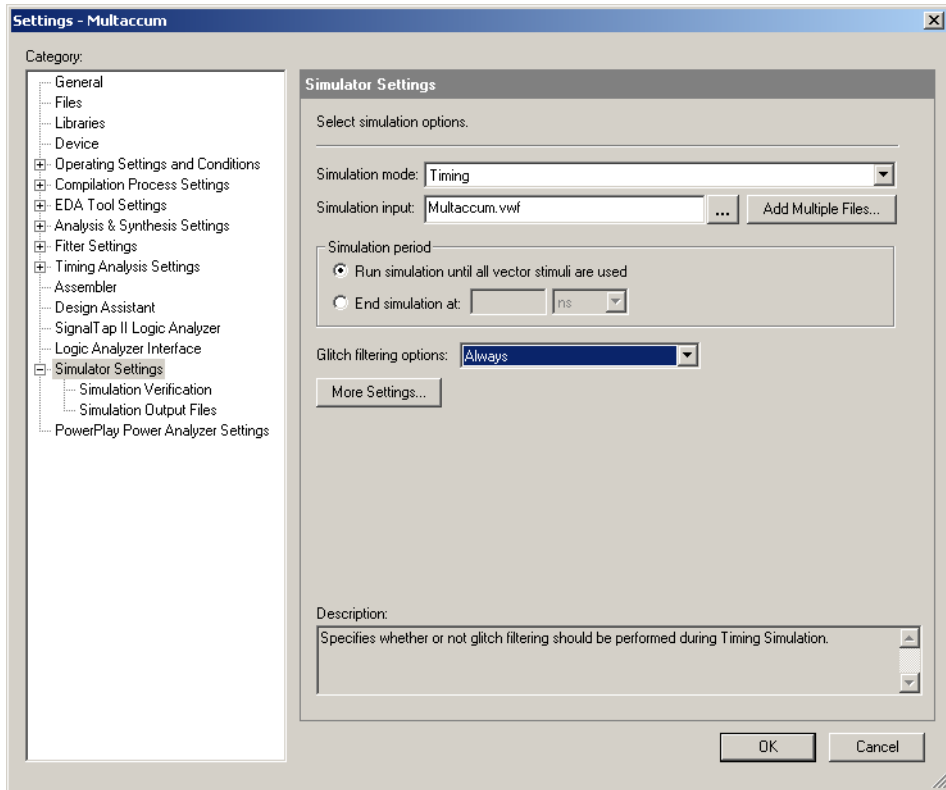 Settings - Multaccum
Category:
General
Files
Libraries
Device
Operating Settings and Conditions
Compilation Process Settings
EDA Tool Settings
Analysis & Synthesis Settings
Fitter Settings
Timing Analysis Settings
Assembler
Design Assistant
SignalTap II Logic Analyzer
Logic Analyzer Interface
Simulator Settings
Simulation Verification
Simulation Output Files
PowerPlay Power Analyzer Settings
Simulator Settings
Select simulation options.
Simulation mode: Timing
Simulation input: Multaccum.vwf ... Add Multiple Files...
Simulation period
Run simulation until all vector stimuli are used
End simulation at: ns
Glitch filtering options: Always
More Settings...
Description:
Specifies whether or not glitch filtering should be performed during Timing Simulation.
OK Cancel